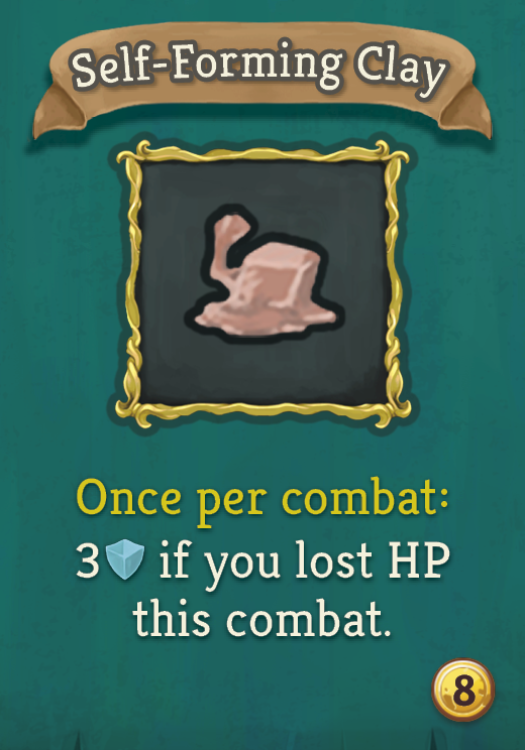 Self-Forming Clay
Once per combat:
3 if you lost HP
this combat.
8